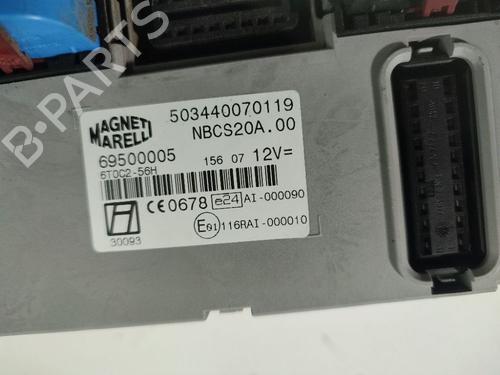 MAGNETI MARELLI
503440070119
NBCS20A.00
69500005
156 07 12V=
6T0C2-56H
30093
CE0678 e24 AI-000090
E91 116RAI-000010
B-PARTS